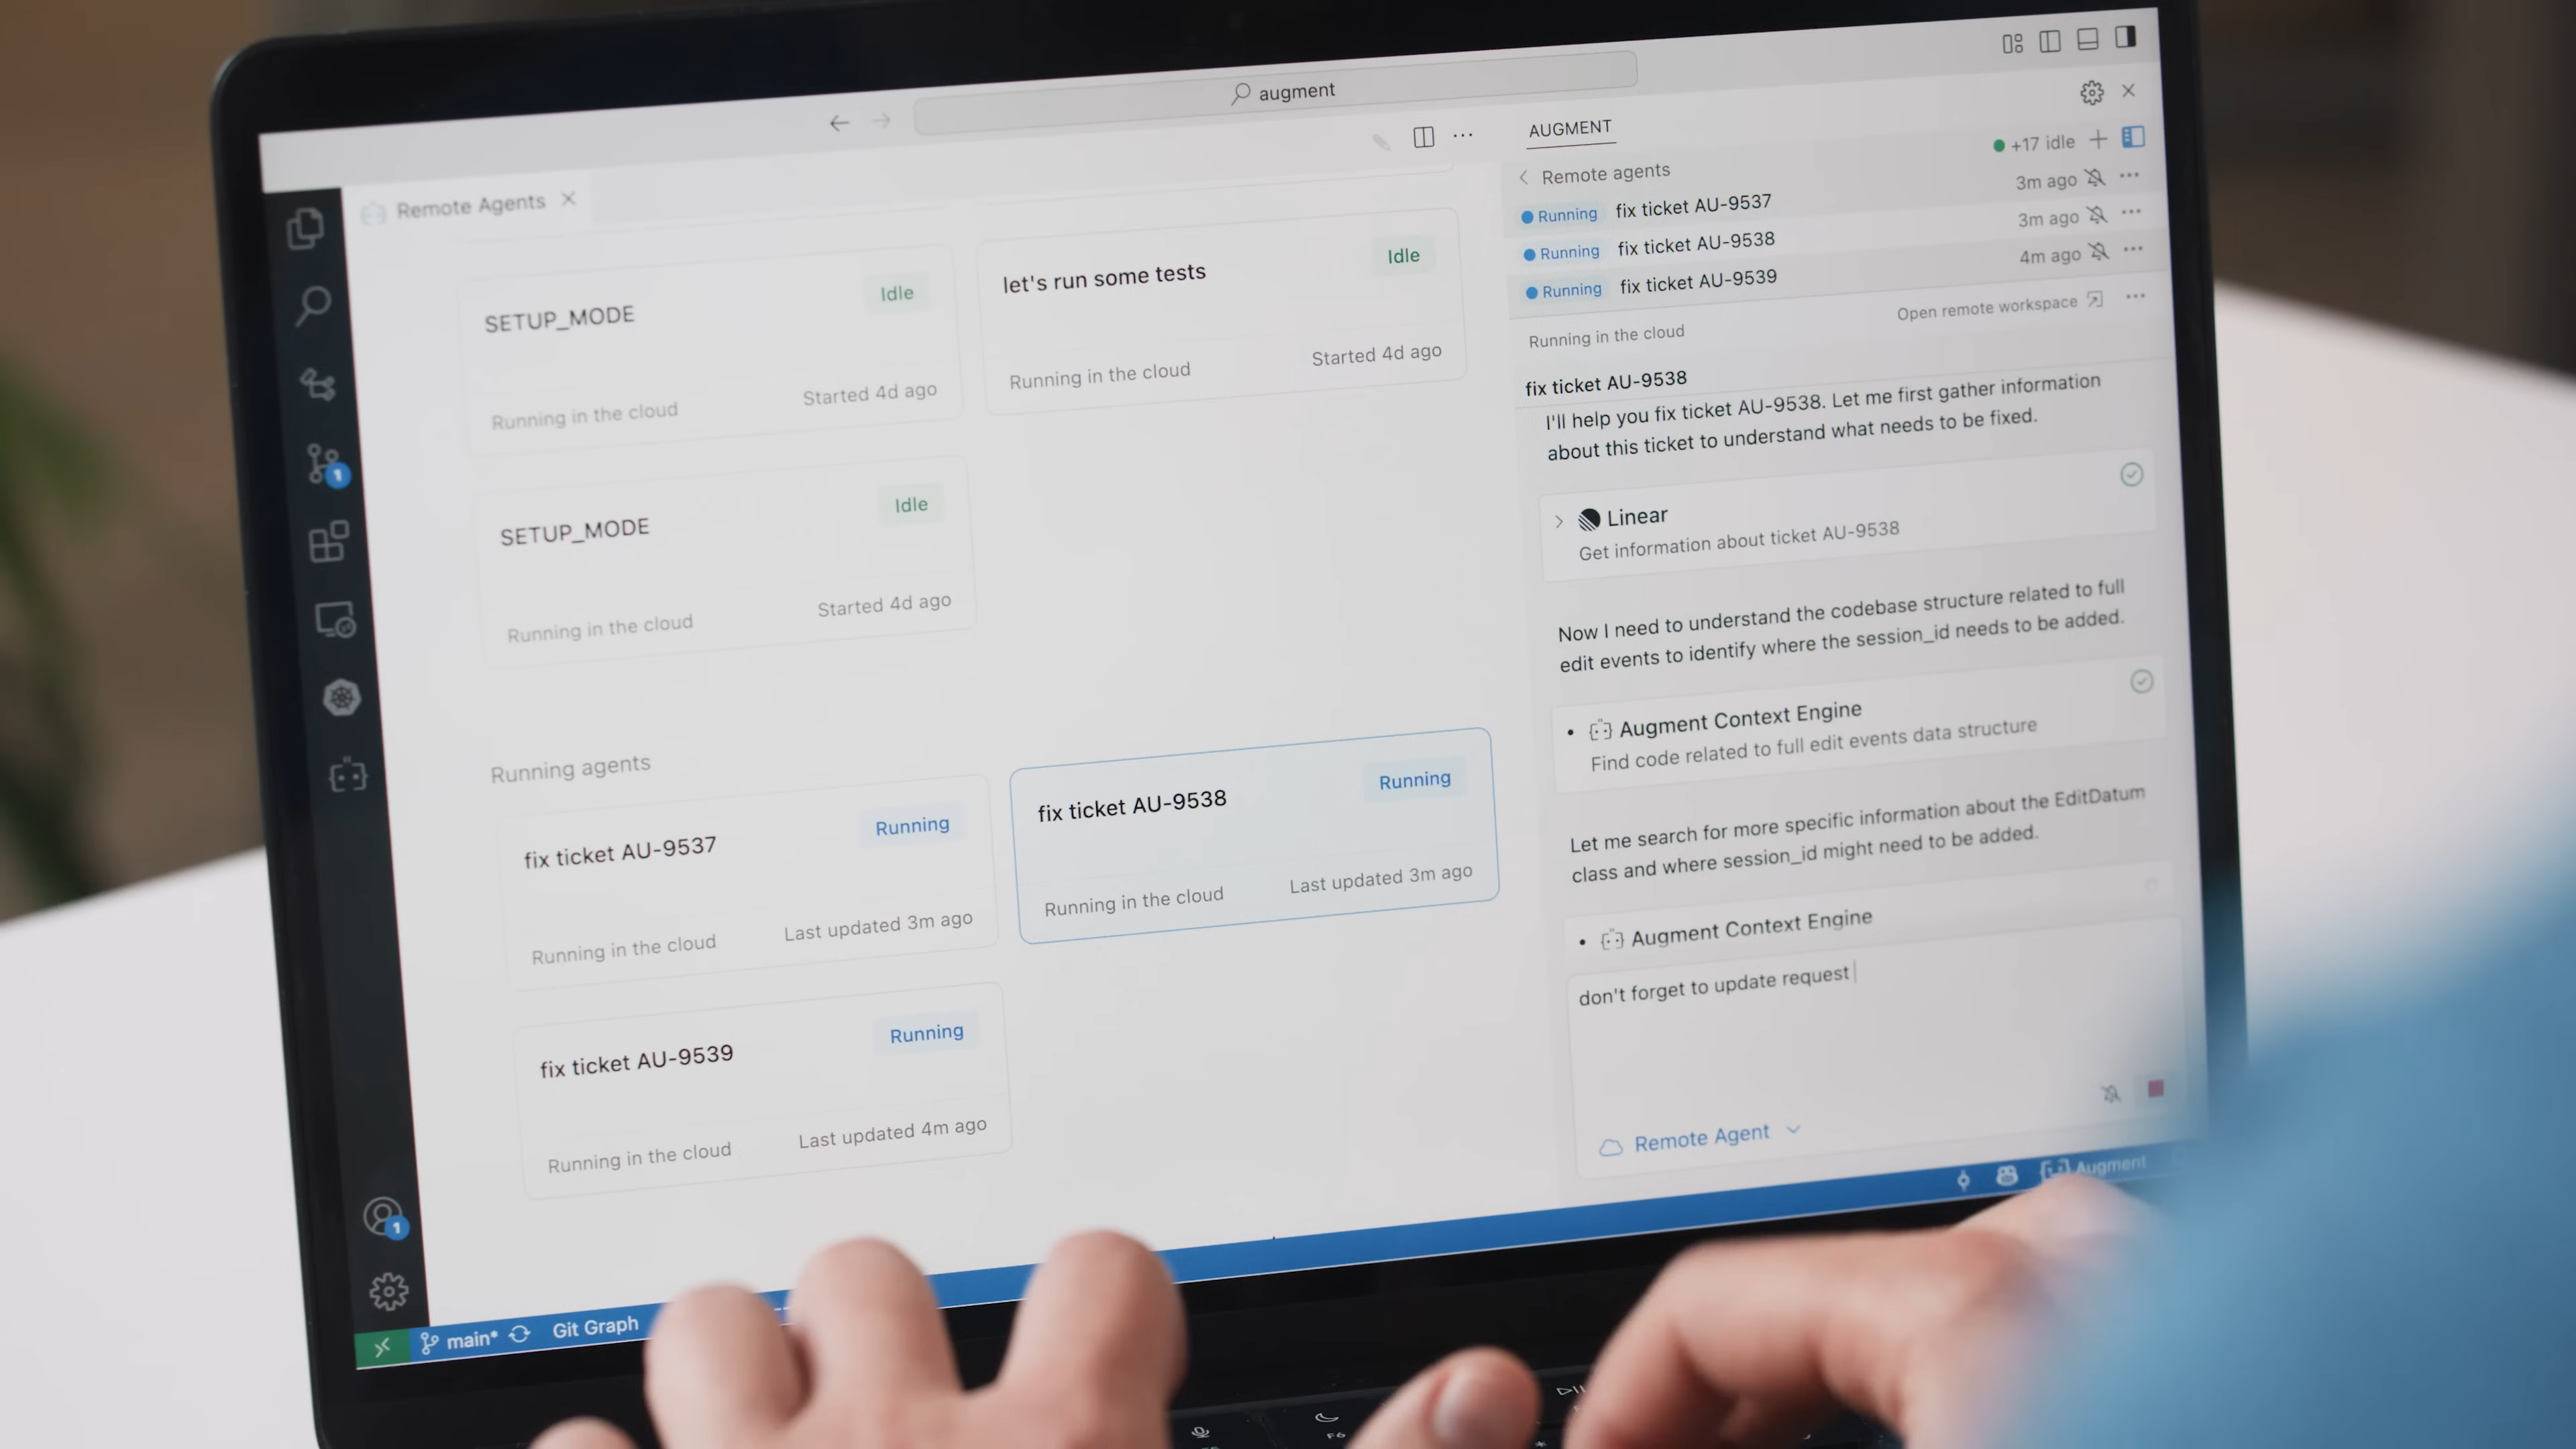 augment
Remote Agents
SETUP_MODE
Idle
Running in the cloud
Started 4d ago
let's run some tests
Idle
Running in the cloud
Started 4d ago
SETUP_MODE
Idle
Running in the cloud
Started 4d ago
Running agents
fix ticket AU-9537
Running
Running in the cloud
Last updated 3m ago
fix ticket AU-9538
Running
Running in the cloud
Last updated 3m ago
fix ticket AU-9539
Running
Running in the cloud
Last updated 4m ago
AUGMENT
Remote agents
+17 idle
Running fix ticket AU-9537 3m ago
Running fix ticket AU-9538 3m ago
Running fix ticket AU-9539 4m ago
Running in the cloud
Open remote workspace
fix ticket AU-9538
I'll help you fix ticket AU-9538. Let me first gather information
about this ticket to understand what needs to be fixed.
Linear
Get information about ticket AU-9538
Now I need to understand the codebase structure related to full
edit events to identify where the session_id needs to be added.
Augment Context Engine
Find code related to full edit events data structure
Let me search for more specific information about the EditDatum
class and where session_id might need to be added.
Augment Context Engine
don't forget to update request
Remote Agent
1
1
main*
Git Graph
Augment
F6